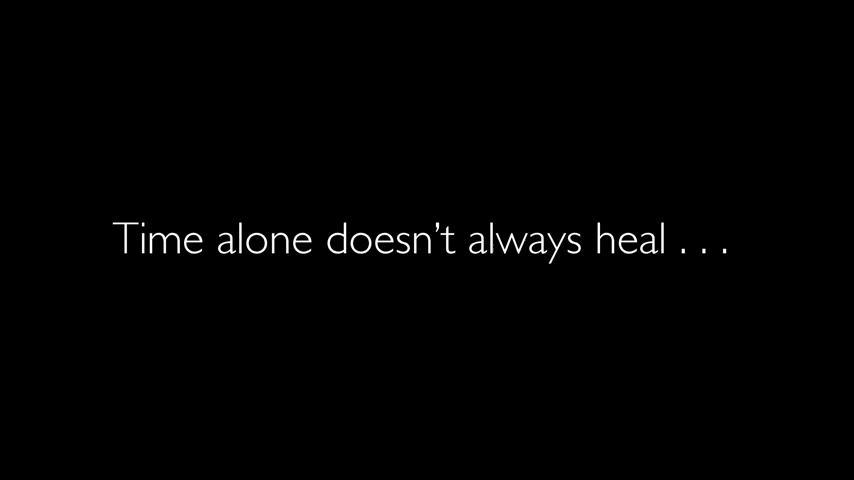 Time alone doesn’t always heal . . .